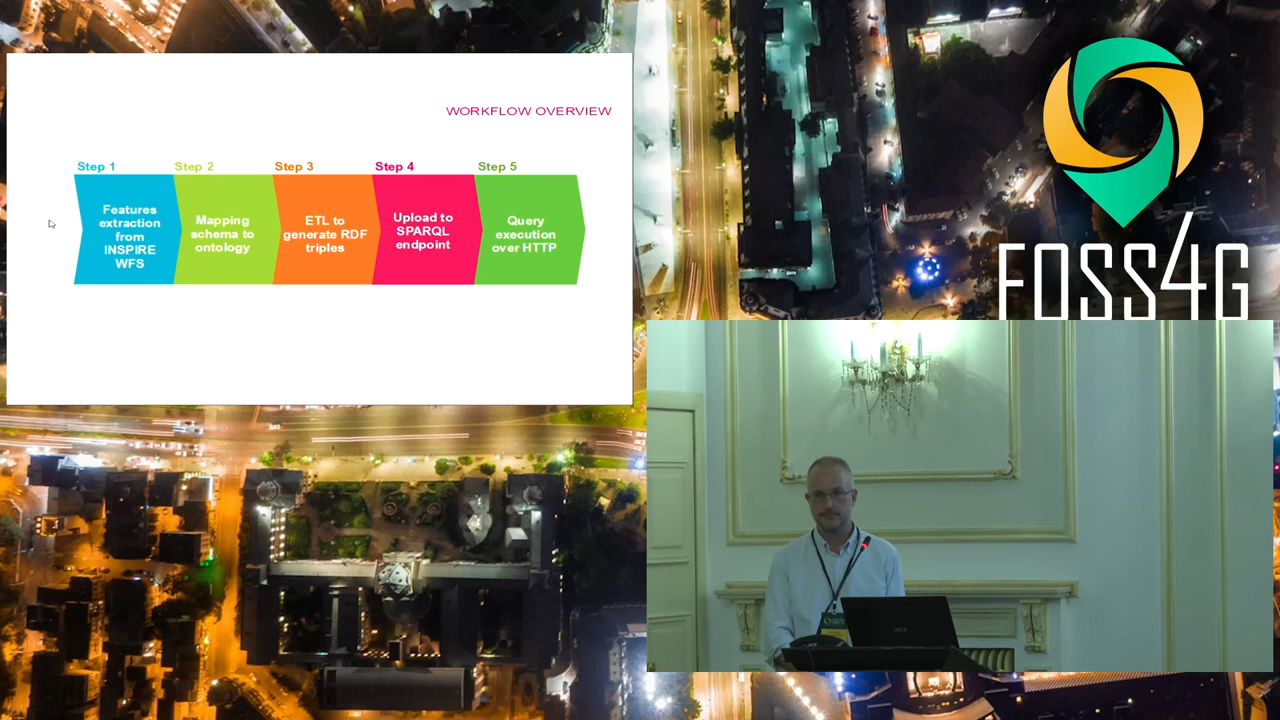 WORKFLOW OVERVIEW
Step 1
Step 2
Step 3
Step 4
Step 5
Features
extraction
from
INSPIRE
WFS
Mapping
schema to
ontology
ETL to
generate RDF
triples
Upload to
SPARQL
endpoint
Query
execution
over HTTP
FOSS4G